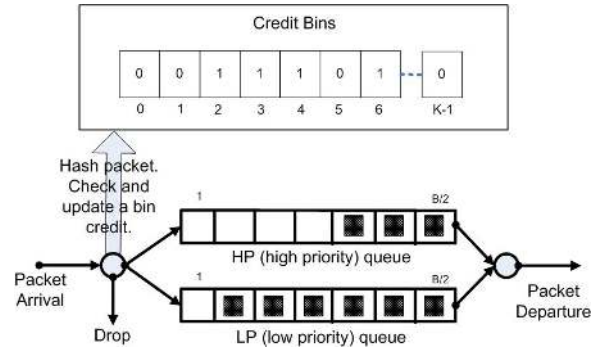 Credit Bins
0 0 1 1 1 0 1 0
0 1 2 3 4 5 6 K-1
Hash packet.
Check and
update a bin
credit.
1 B/2
HP (high priority) queue
Packet
Arrival
1 B/2
Packet
Departure
Drop
LP (low priority) queue